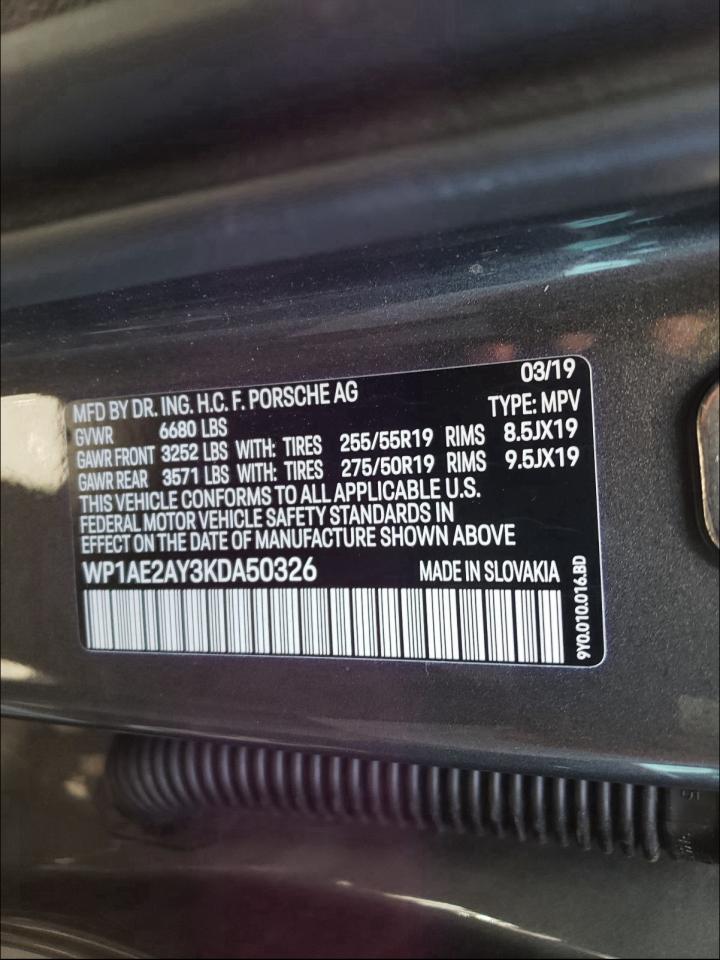 03/19
MFD BY DR. ING. H.C. F. PORSCHE AG TYPE: MPV
GVWR 6680 LBS
GAWR FRONT 3252 LBS WITH: TIRES 255/55R19 RIMS 8.5JX19
GAWR REAR 3571 LBS WITH: TIRES 275/50R19 RIMS 9.5JX19
THIS VEHICLE CONFORMS TO ALL APPLICABLE U.S.
FEDERAL MOTOR VEHICLE SAFETY STANDARDS IN
EFFECT ON THE DATE OF MANUFACTURE SHOWN ABOVE
WP1AE2AY3KDA50326 MADE IN SLOVAKIA
9Y0.010.016.BD